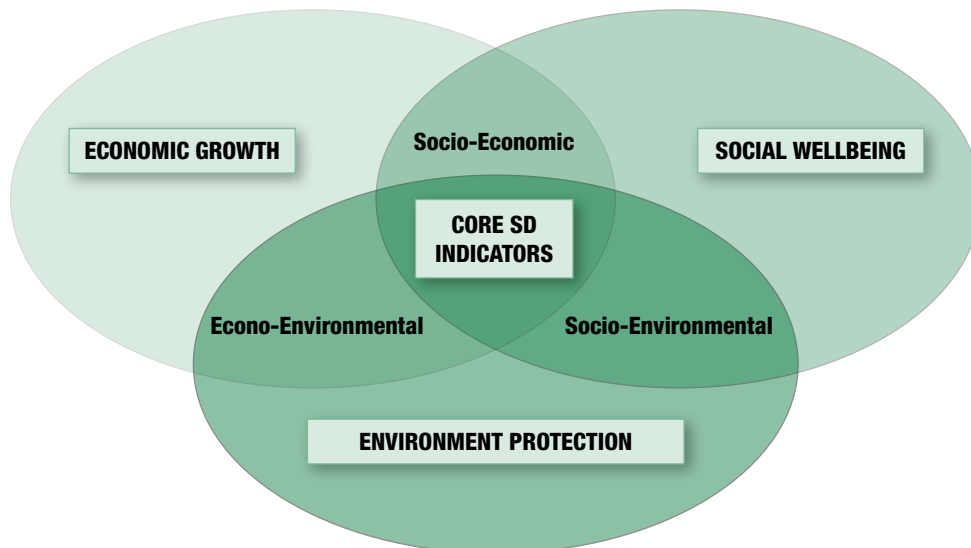 ECONOMIC GROWTH
Socio-Economic
SOCIAL WELLBEING
CORE SD
INDICATORS
Econo-Environmental
Socio-Environmental
ENVIRONMENT PROTECTION